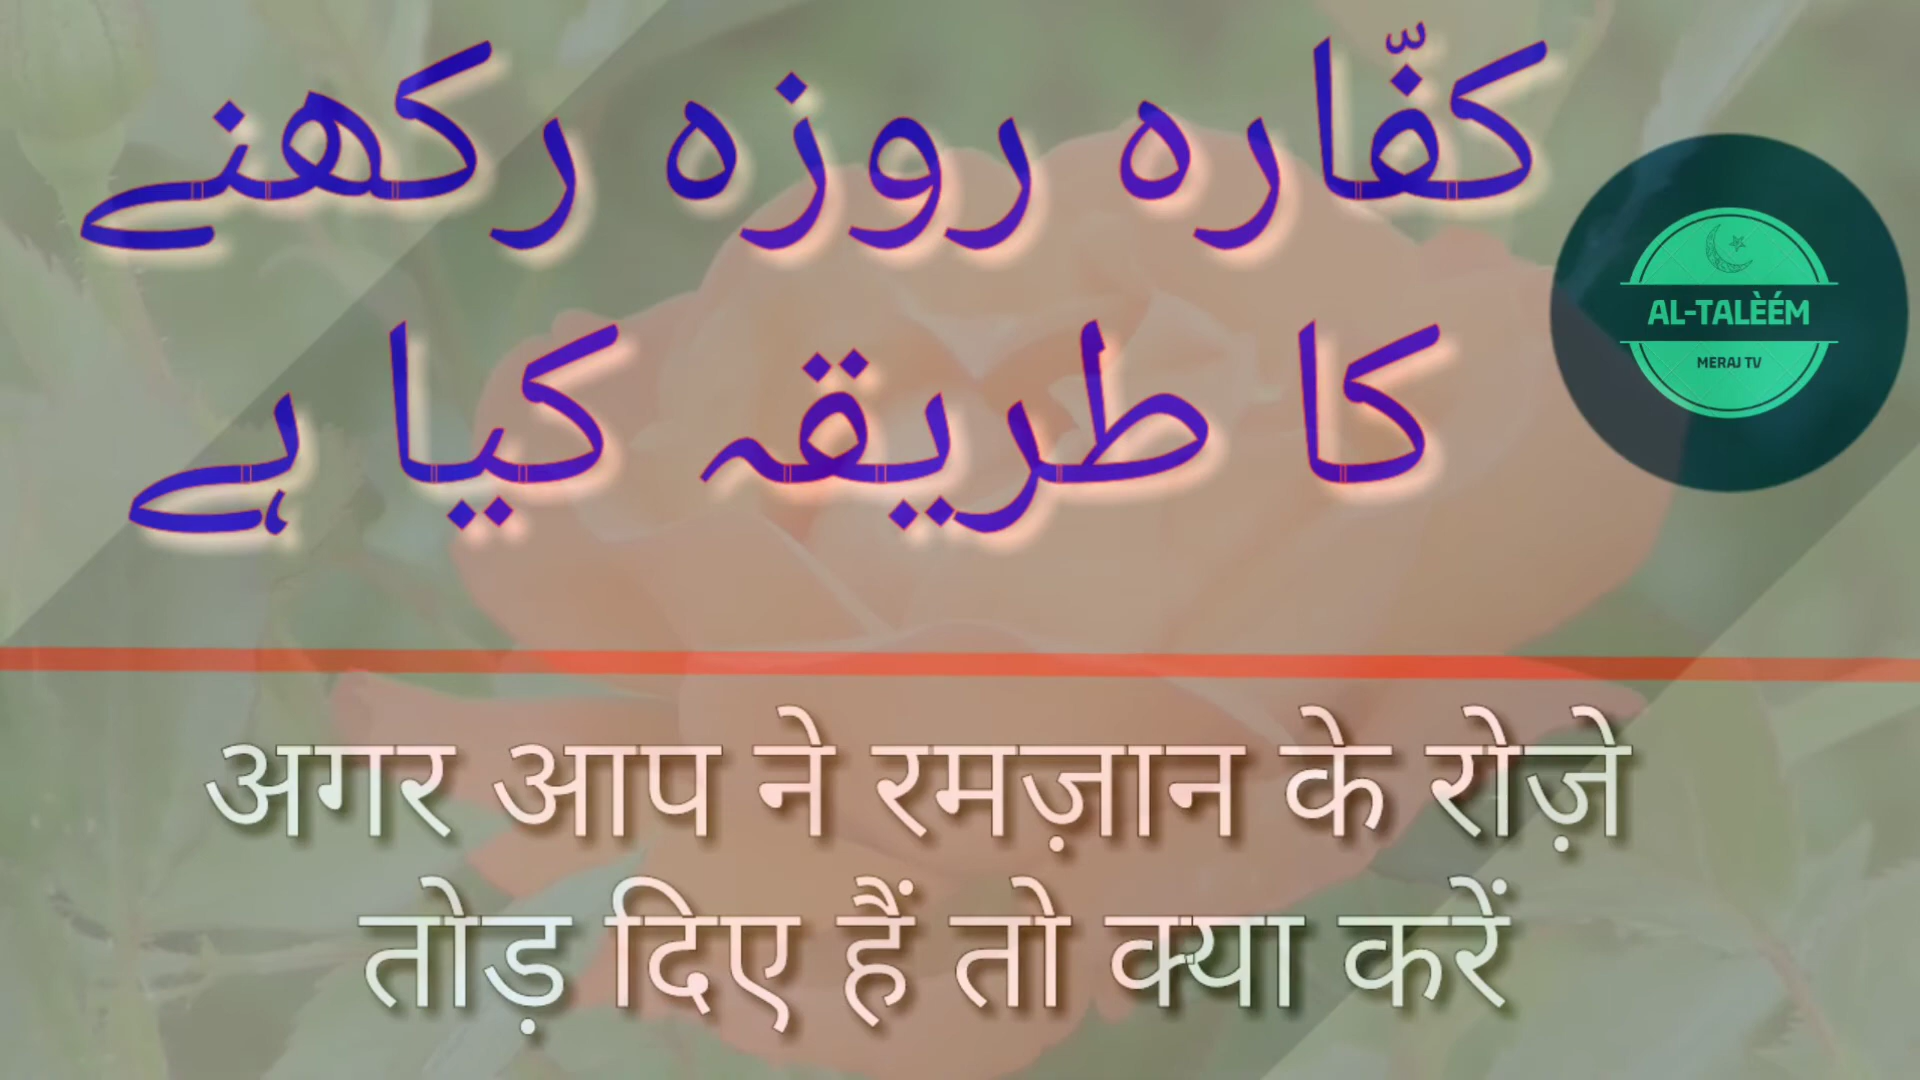 کفّارہ روزہ رکھنے
کا طریقہ کیا ہے
AL-TALÈÉM
MERAJ TV
अगर आप ने रमज़ान के रोज़े
तोड़ दिए हैं तो क्या करें